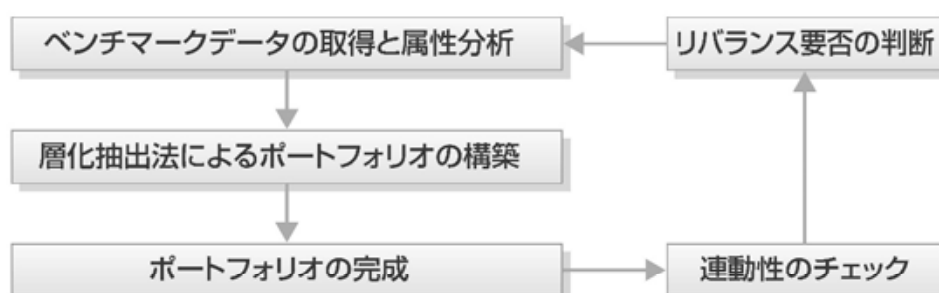 ベンチマークデータの取得と属性分析
リバランス要否の判断
層化抽出法によるポートフォリオの構築
ポートフォリオの完成
連動性のチェック